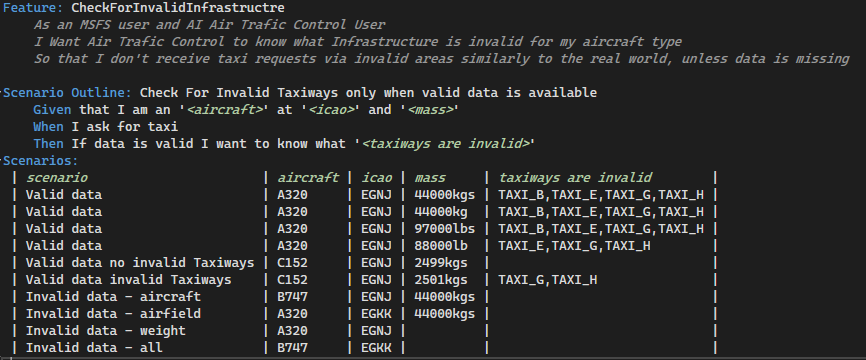 Feature: CheckForInvalidInfrastructre
As an MSFS user and AI Air Trafic Control User
I Want Air Trafic Control to know what Infrastructure is invalid for my aircraft type
So that I don't receive taxi requests via invalid areas similarly to the real world, unless data is missing
Scenario Outline: Check For Invalid Taxiways only when valid data is available
Given that I am an '<aircraft>' at '<icao>' and '<mass>'
When I ask for taxi
Then If data is valid I want to know what '<taxiways are invalid>'
Scenarios:
| scenario | aircraft | icao | mass | taxiways are invalid |
| Valid data | A320 | EGNJ | 44000kgs | TAXI_B,TAXI_E,TAXI_G,TAXI_H |
| Valid data | A320 | EGNJ | 44000kg | TAXI_B,TAXI_E,TAXI_G,TAXI_H |
| Valid data | A320 | EGNJ | 97000lbs | TAXI_B,TAXI_E,TAXI_G,TAXI_H |
| Valid data | A320 | EGNJ | 88000lb | TAXI_E,TAXI_G,TAXI_H |
| Valid data no invalid Taxiways | C152 | EGNJ | 2499kgs | |
| Valid data invalid Taxiways | C152 | EGNJ | 2501kgs | TAXI_G,TAXI_H |
| Invalid data - aircraft | B747 | EGNJ | 44000kgs | |
| Invalid data - airfield | A320 | EGKK | 44000kgs | |
| Invalid data - weight | A320 | EGNJ | | |
| Invalid data - all | B747 | EGKK | | |